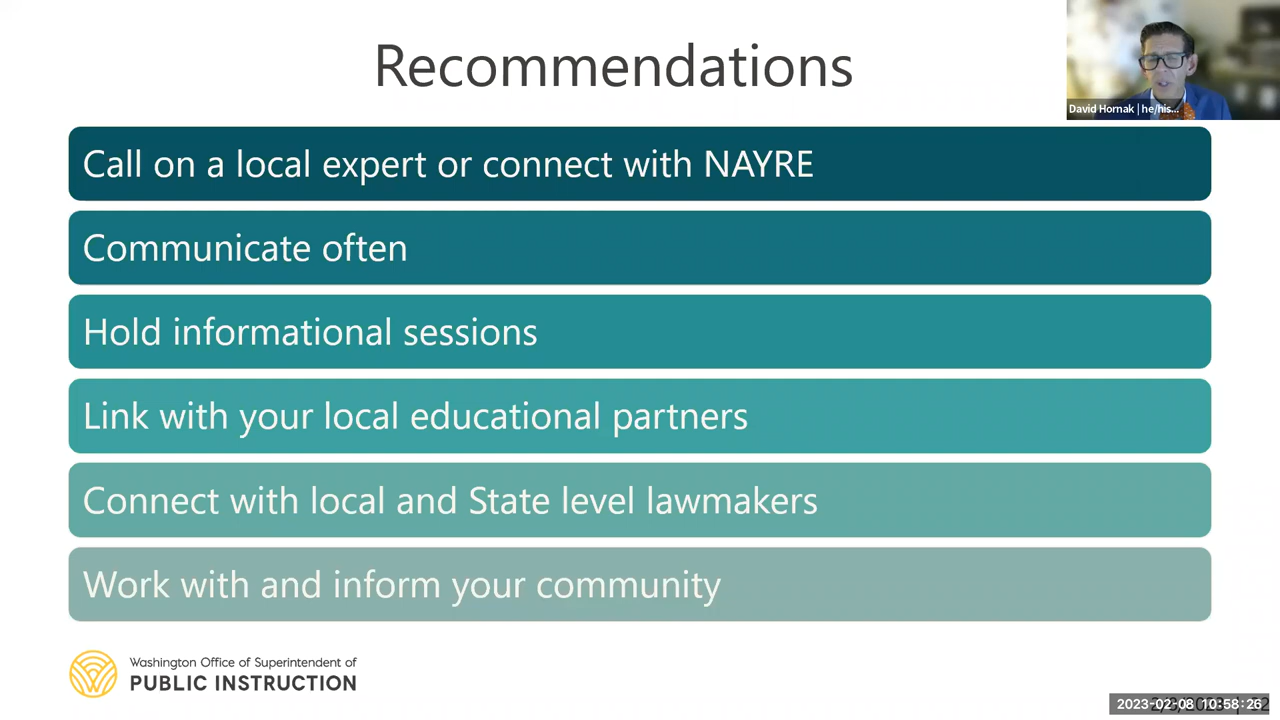 Recommendations
David Hornak | he/his...
Call on a local expert or connect with NAYRE
Communicate often
Hold informational sessions
Link with your local educational partners
Connect with local and State level lawmakers
Work with and inform your community
Washington Office of Superintendent of
PUBLIC INSTRUCTION
2023-02-08 10:58:26